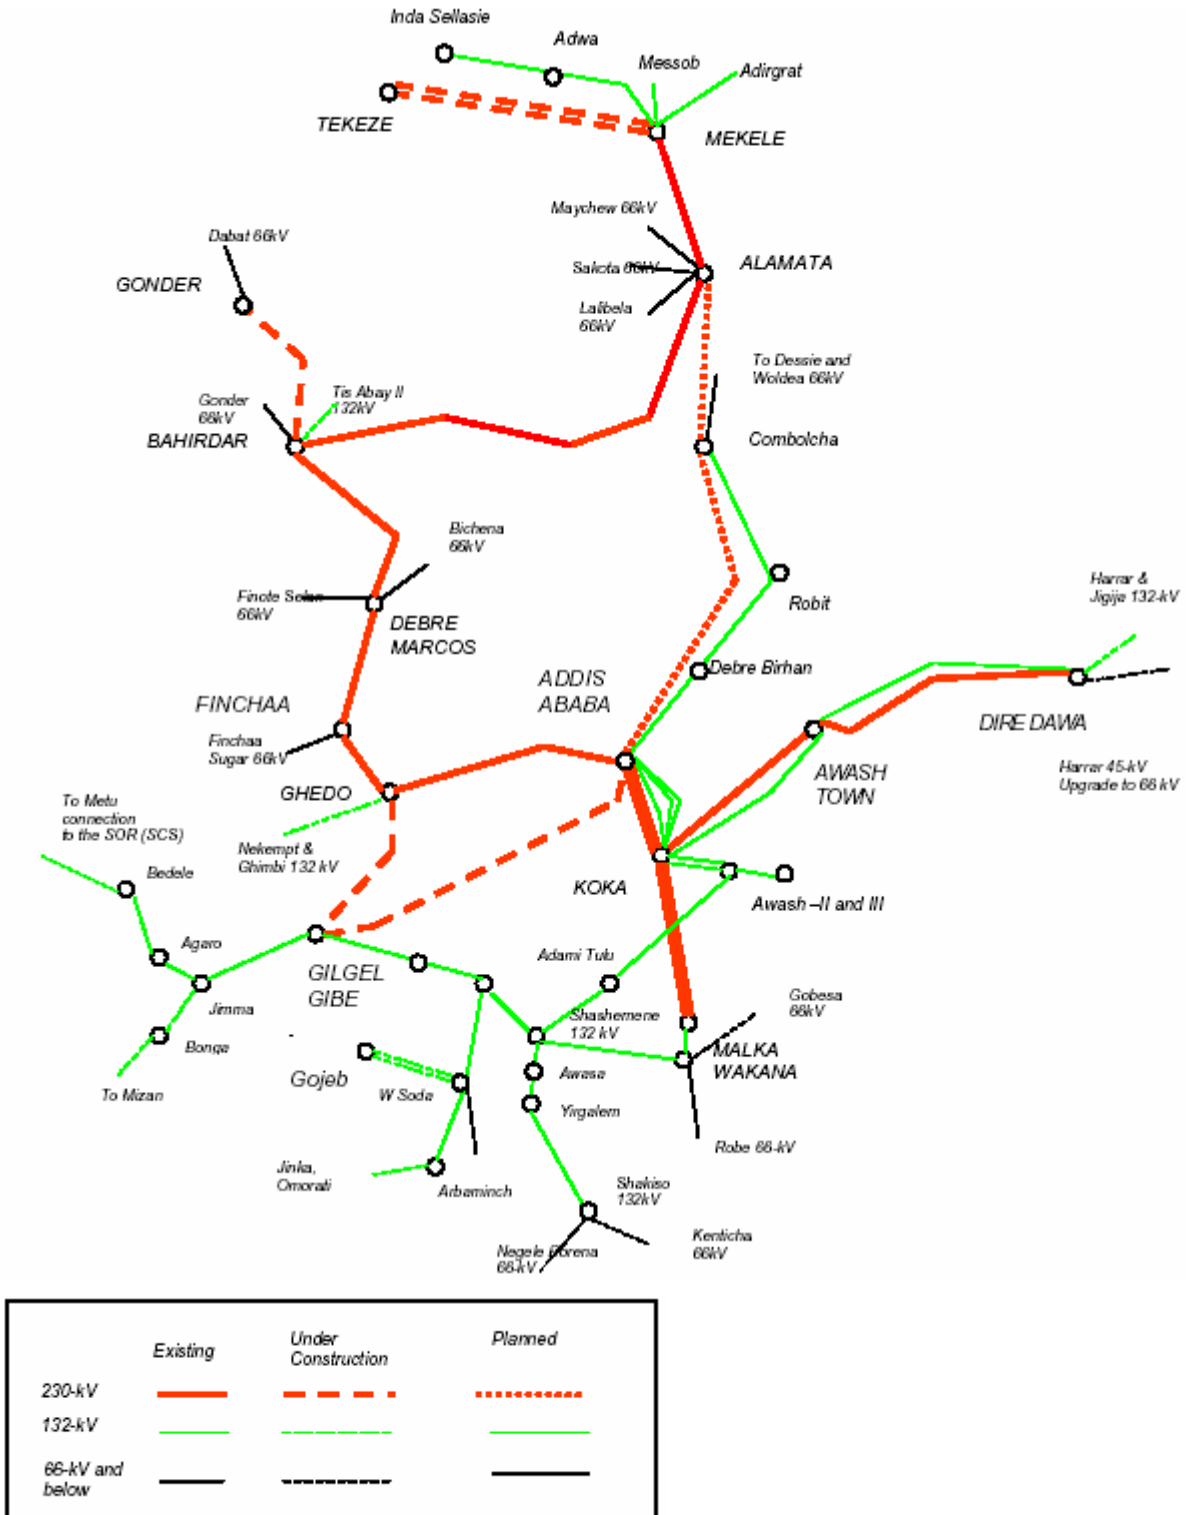 Inda Sellasie
Adwa
Messob
Adirgrat
TEKEZE
MEKELE
Maychew 66kV
Dabat 66kV
Sakota 66kV
ALAMATA
GONDER
Lalibela
66kV
To Dessie and
Woldea 66kV
Gonder
66kV
Tis Abay II
132kV
BAHIRDAR
Combolcha
Bichena
66kV
Harrar &
Jigija 132-kV
Finote Selan
66kV
Robit
DEBRE
MARCOS
Debre Birhan
ADDIS
ABABA
FINCHAA
DIRE DAWA
Finchaa
Sugar 66kV
AWASH
TOWN
Harrar 45-kV
Upgrade to 66 kV
GHEDO
To Metu
connection
to the SOR (SCS)
Nekempt &
Ghimbi 132 kV
Bedele
KOKA
Awash –II and III
Agaro
Adami Tulu
GILGEL
GIBE
Jimma
Gobesa
66kV
Shashemene
132 kV
Bonga
MALKA
WAKANA
Gojeb
Awasa
To Mizan
W Soda
Yirgalem
Robe 66-kV
Jinka,
Omorati
Arbaminch
Shakiso
132kV
Negele Borena
66-kV
Kenticha
66kV
Existing
Under
Construction
Planned
230-kV
132-kV
66-kV and
below